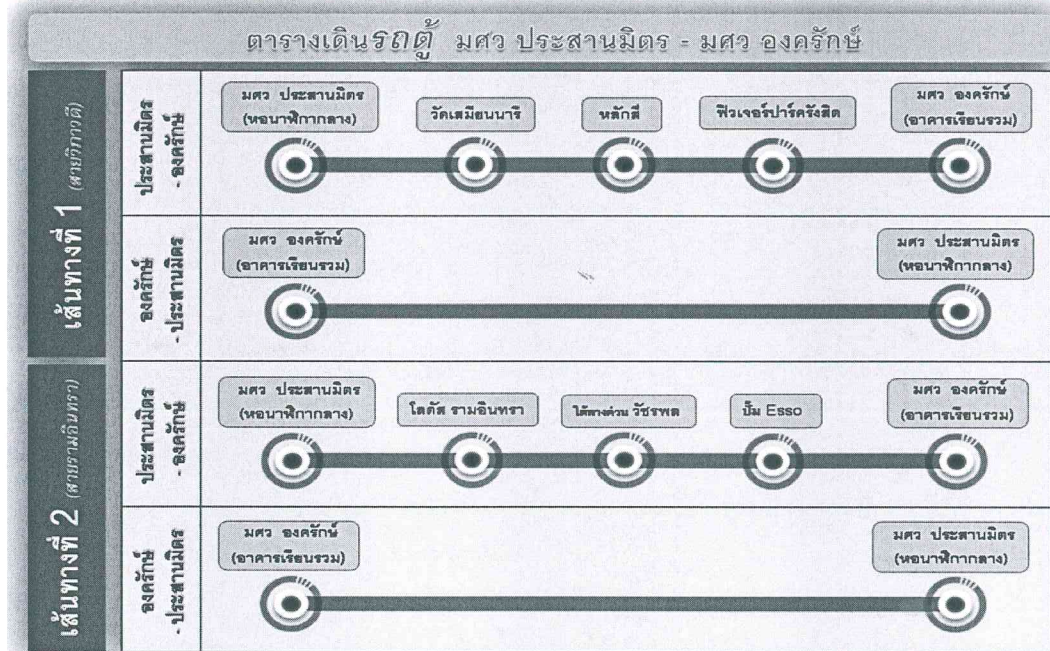 ตารางเดินรถตู้ มศว ประสานมิตร - มศว องครักษ์
เส้นทางที่ 1 (สายวิภาวดี)
ประสานมิตร
- องครักษ์
มศว ประสานมิตร
(หอนาฬิกากลาง)
วัดเสมียนนารี
หลักสี่
ฟิวเจอร์ปาร์ครังสิต
มศว องครักษ์
(อาคารเรียนรวม)
องครักษ์
- ประสานมิตร
มศว องครักษ์
(อาคารเรียนรวม)
มศว ประสานมิตร
(หอนาฬิกากลาง)
เส้นทางที่ 2 (สายรามอินทรา)
ประสานมิตร
- องครักษ์
มศว ประสานมิตร
(หอนาฬิกากลาง)
โลตัส รามอินทรา
ใต้ทางด่วน วัชรพล
ปั๊ม Esso
มศว องครักษ์
(อาคารเรียนรวม)
องครักษ์
- ประสานมิตร
มศว องครักษ์
(อาคารเรียนรวม)
มศว ประสานมิตร
(หอนาฬิกากลาง)